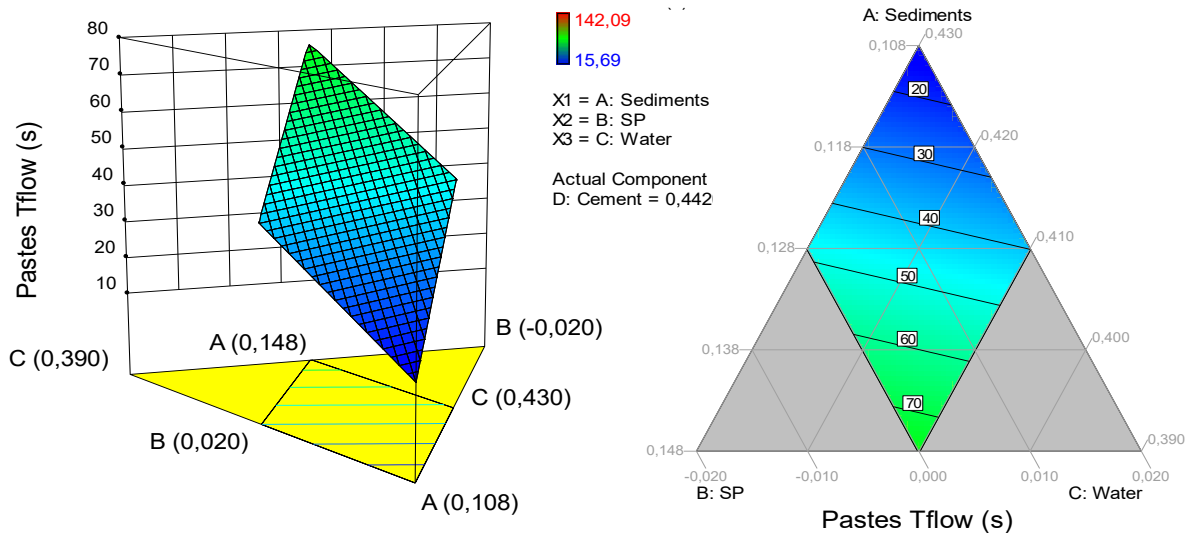 80
70
60
50
40
30
20
10
Pastes Tflow (s)
C (0,390)
A (0,148)
B (-0,020)
C (0,430)
B (0,020)
A (0,108)
142,09
15,69
X1 = A: Sediments
X2 = B: SP
X3 = C: Water
Actual Component
D: Cement = 0,442
A: Sediments
0,108
0,430
20
0,118
0,420
30
40
0,128
0,410
50
60
0,138
0,400
70
0,148
0,390
-0,020
-0,010
0,000
0,010
0,020
B: SP
C: Water
Pastes Tflow (s)